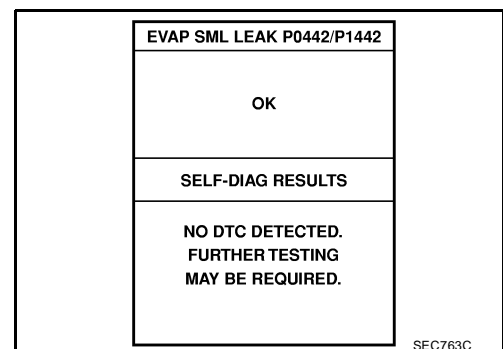 EVAP SML LEAK P0442/P1442
OK
SELF-DIAG RESULTS
NO DTC DETECTED.
FURTHER TESTING
MAY BE REQUIRED.
SEC763C